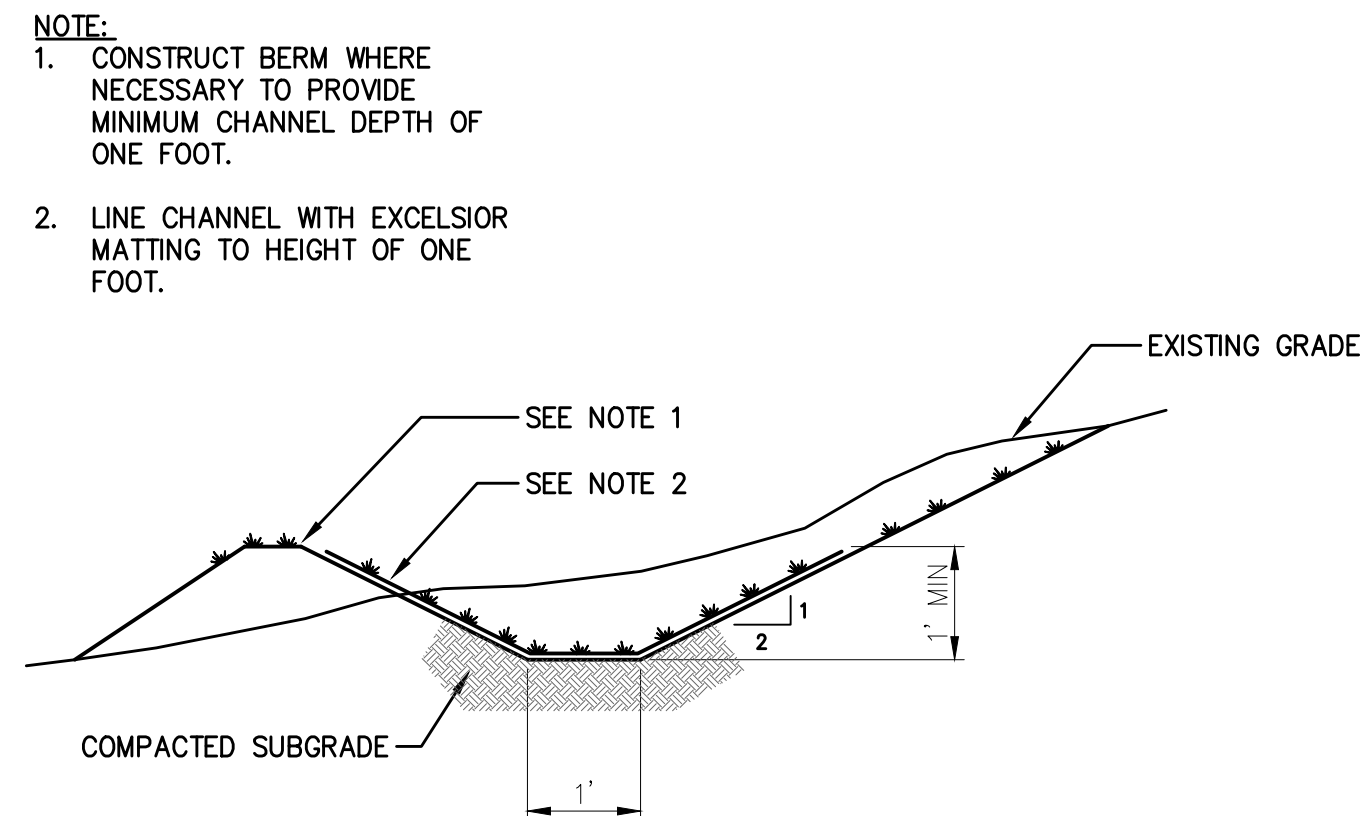 NOTE:
1. CONSTRUCT BERM WHERE
NECESSARY TO PROVIDE
MINIMUM CHANNEL DEPTH OF
ONE FOOT.
2. LINE CHANNEL WITH EXCELSIOR
MATTING TO HEIGHT OF ONE
FOOT.
EXISTING GRADE
SEE NOTE 1
SEE NOTE 2
1' MIN
1
2
COMPACTED SUBGRADE
1'